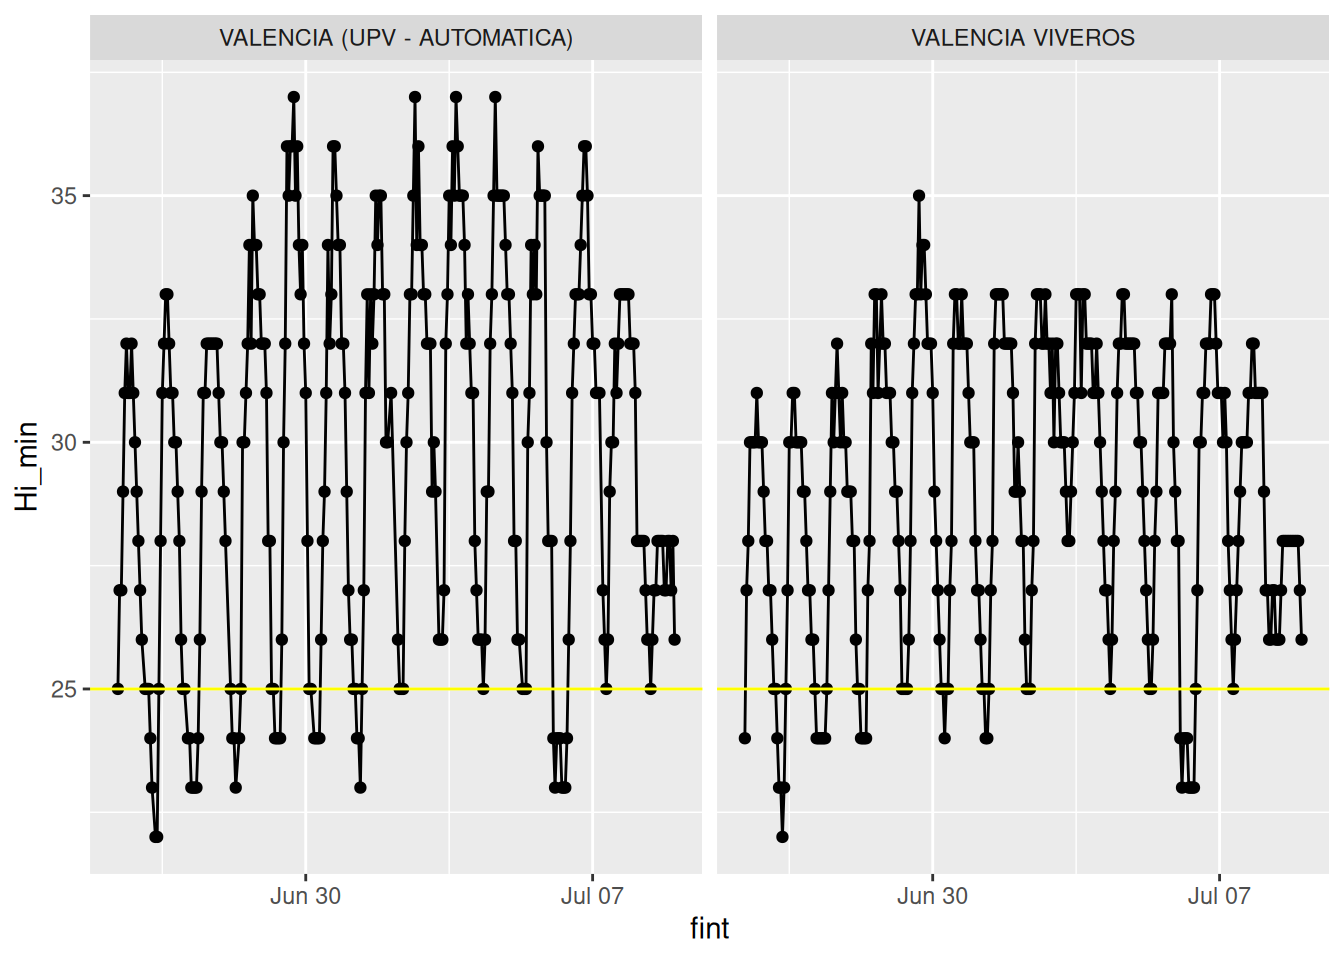 VALENCIA (UPV - AUTOMATICA)
VALENCIA VIVEROS
35
30
25
Hi_min
Jun 30
Jul 07
Jun 30
Jul 07
fint